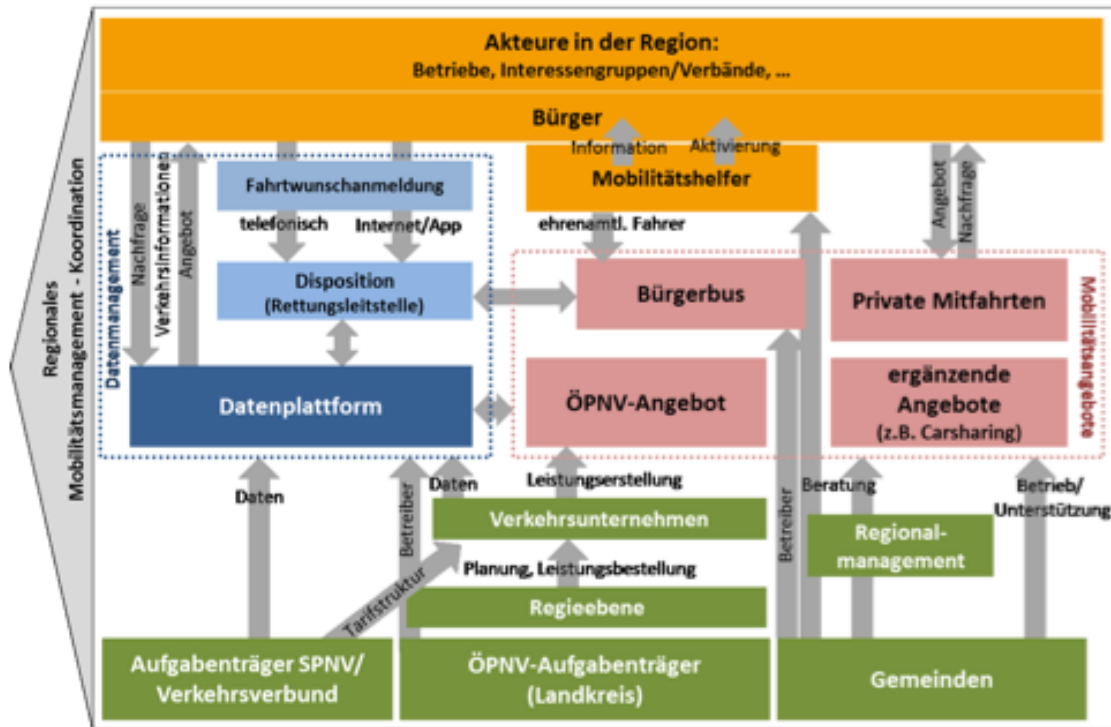 Akteure in der Region:
Betriebe, Interessengruppen/Verbände, ...
Bürger
Regionales
Mobilitätsmanagement - Koordination
Datenmanagement
Nachfrage
Verkehrsinformationen
Angebot
Fahrtwunschanmeldung
telefonisch
Internet/App
Disposition
(Rettungsleitstelle)
Datenplattform
Information
Aktivierung
Mobilitätshelfer
ehrenamtl. Fahrer
Angebot
Nachfrage
Bürgerbus
Private Mitfahrten
ÖPNV-Angebot
ergänzende
Angebote
(z.B. Carsharing)
Mobilitätsangebote
Daten
Betreiber
Daten
Leistungserstellung
Betreiber
Beratung
Betrieb/
Unterstützung
Verkehrsunternehmen
Regional-
management
Tarifstruktur
Planung, Leistungsbestellung
Regieebene
Aufgabenträger SPNV/
Verkehrsverbund
ÖPNV-Aufgabenträger
(Landkreis)
Gemeinden